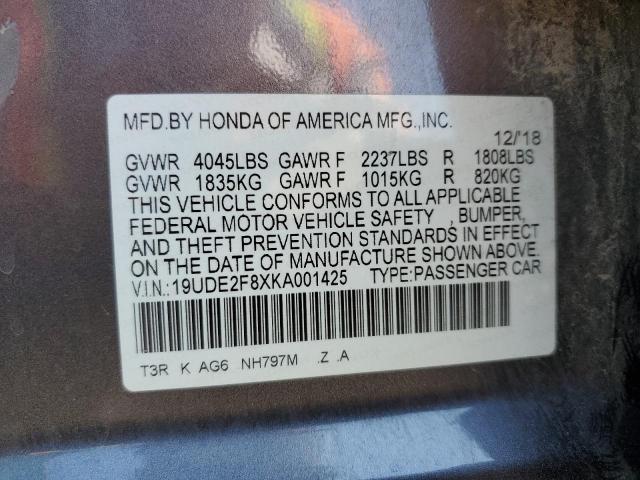 MFD.BY HONDA OF AMERICA MFG.,INC.
12/'18
GVWR 4045LBS GAWR F 2237LBS R 1808LBS
GVWR 1835KG GAWR F 1015KG R 820KG
THIS VEHICLE CONFORMS TO ALL APPLICABLE
FEDERAL MOTOR VEHICLE SAFETY , BUMPER,
AND THEFT PREVENTION STANDARDS IN EFFECT
ON THE DATE OF MANUFACTURE SHOWN ABOVE.
V.I.N.: 19UDE2F8XKA001425 TYPE:PASSENGER CAR
T3R K AG6 NH797M .Z .A